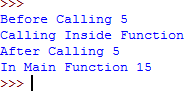 >>>
Before Calling 5
Calling Inside Function
After Calling 5
In Main Function 15
>>>